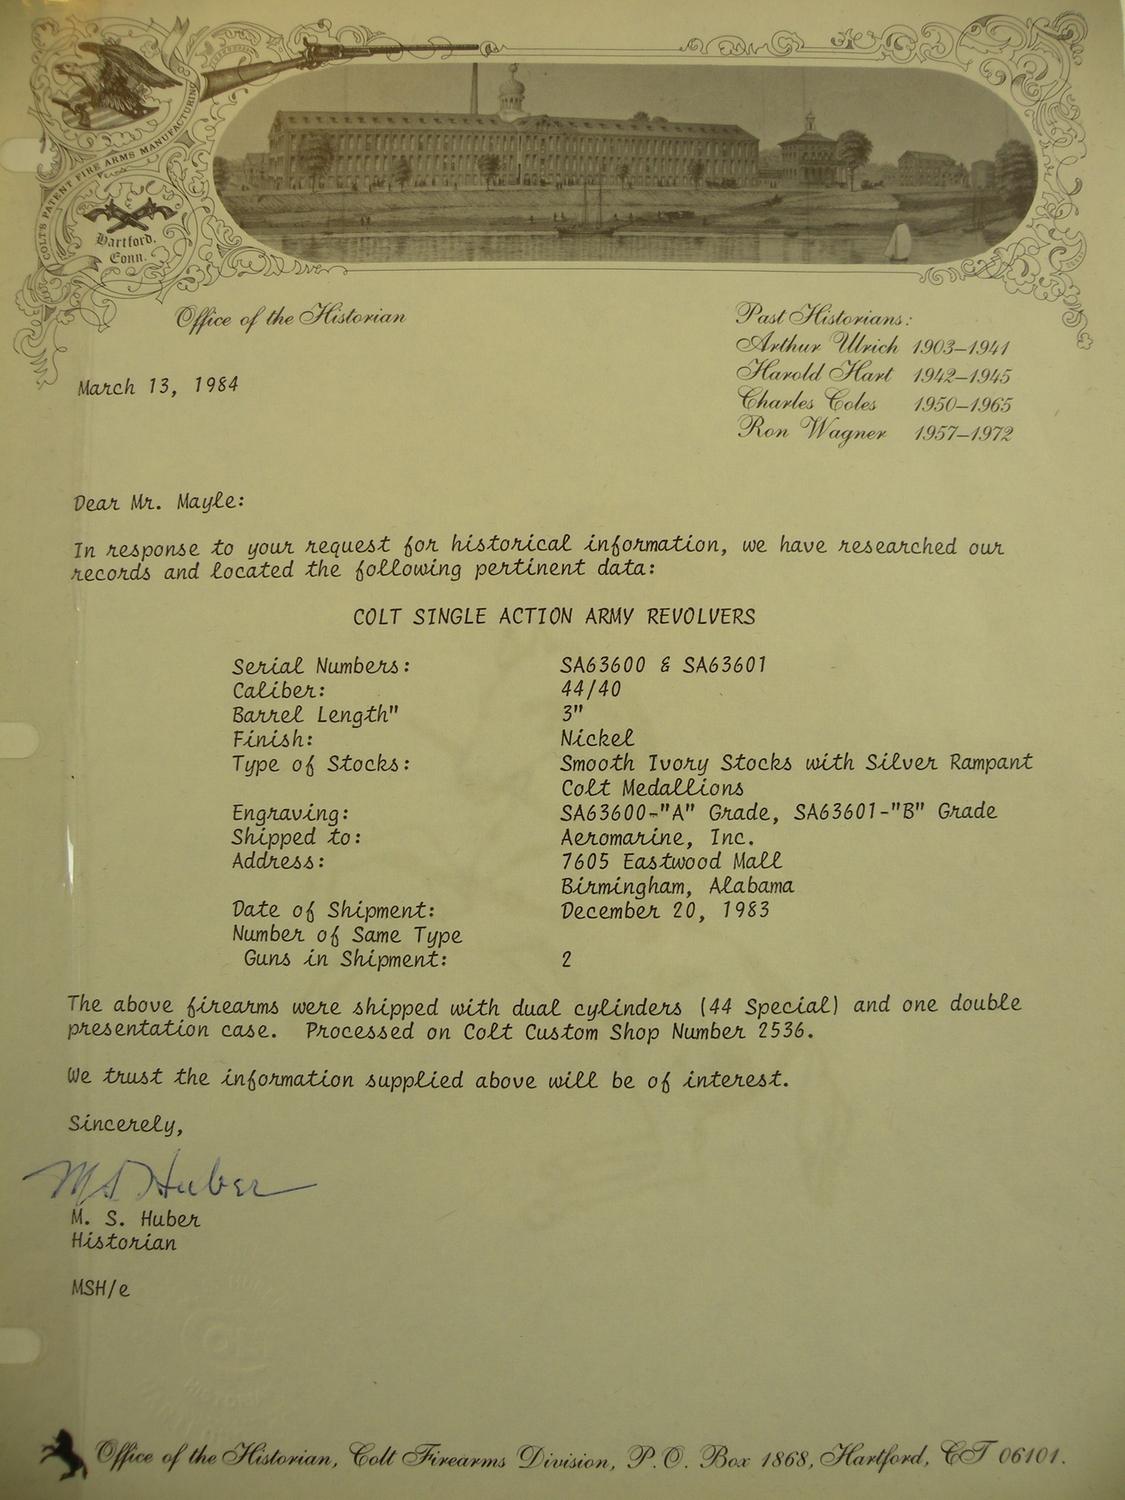 COLT'S PATENT FIRE ARMS MANUFACTURING
Hartford,
Conn.
Office of the Historian
Past Historians:
Arthur Ulrich 1903–1941
Harold Hart 1942–1945
Charles Coles 1950–1965
Ron Wagner 1957–1972
March 13, 1984
Dear Mr. Mayle:
In response to your request for historical information, we have researched our
records and located the following pertinent data:
COLT SINGLE ACTION ARMY REVOLVERS
Serial Numbers: SA63600 & SA63601
Caliber: 44/40
Barrel Length" 3"
Finish: Nickel
Type of Stocks: Smooth Ivory Stocks with Silver Rampant
Colt Medallions
Engraving: SA63600-"A" Grade, SA63601-"B" Grade
Shipped to: Aeromarine, Inc.
Address: 7605 Eastwood Mall
Birmingham, Alabama
Date of Shipment: December 20, 1983
Number of Same Type
Guns in Shipment: 2
The above firearms were shipped with dual cylinders (44 Special) and one double
presentation case. Processed on Colt Custom Shop Number 2536.
We trust the information supplied above will be of interest.
Sincerely,
M S Huber
M. S. Huber
Historian
MSH/e
Office of the Historian, Colt Firearms Division, P.O. Box 1868, Hartford, CT 06101.